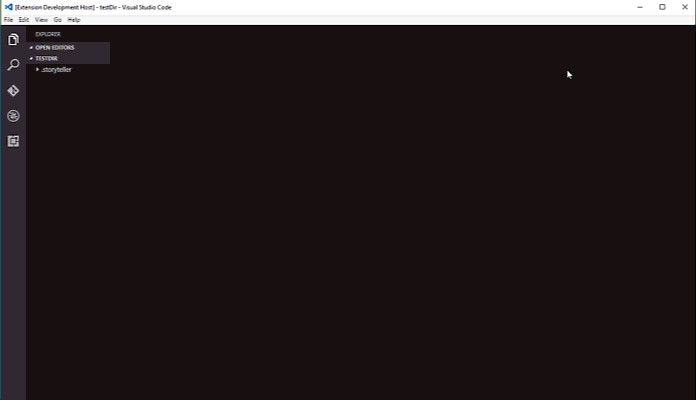 [Extension Development Host] - testDir - Visual Studio Code
File Edit View Go Help
EXPLORER
OPEN EDITORS
TESTDIR
.storyteller